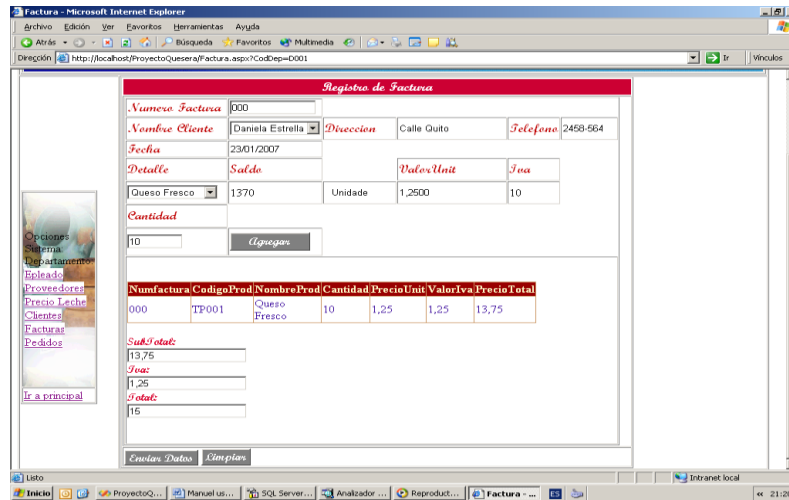 Factura - Microsoft Internet Explorer
Archivo Edición Ver Favoritos Herramientas Ayuda
Atrás Búsqueda Favoritos Multimedia
Dirección http://localhost/ProyectoQuesera/Factura.aspx?CodDep=D001 Ir Vínculos
Registro de Factura
Numero Factura 000
Nombre Cliente Daniela Estrella Direccion Calle Quito Telefono 2458-564
Fecha 23/01/2007
Detalle Saldo ValorUnit Iva
Queso Fresco 1370 Unidade 1,2500 10
Cantidad
10 Agregar
Opciones
Sistema
Departamento
Epleado
Proveedores
Precio Leche
Clientes
Facturas
Pedidos
Ir a principal
Numfactura CodigoProd NombreProd Cantidad PrecioUnit ValorIva PrecioTotal
000 TP001 Queso Fresco 10 1,25 1,25 13,75
SubTotal:
13,75
Iva:
1,25
Total:
15
Enviar Datos Limpiar
Listo Intranet local
Inicio ProyectoQ... Manuel us... SQL Server... Analizador ... Reproduct... Factura - ... ES